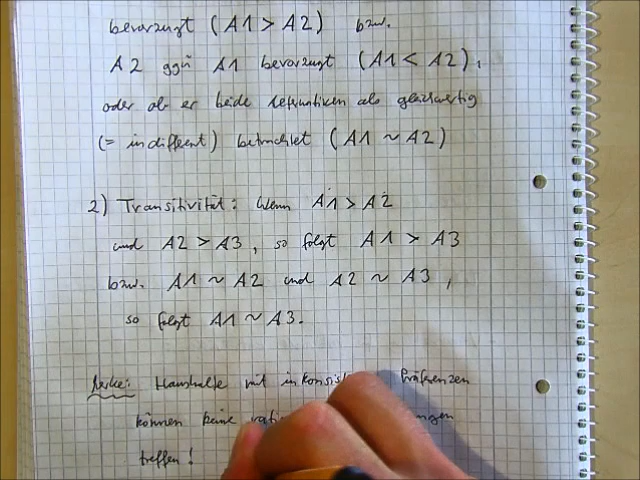 bevorzugt (A1 > A2) bzw.
A2 ggü A1 bevorzugt (A1 < A2),
oder ob er beide Alternativen als gleichwertig
(= indifferent) betrachtet (A1 ~ A2)
2) Transitivität: Wenn A1 > A2
und A2 > A3, so folgt A1 > A3
bzw. A1 ~ A2 und A2 ~ A3,
so folgt A1 ~ A3.
Merke: Haushalte mit Präferenzen
können keine
treffen!